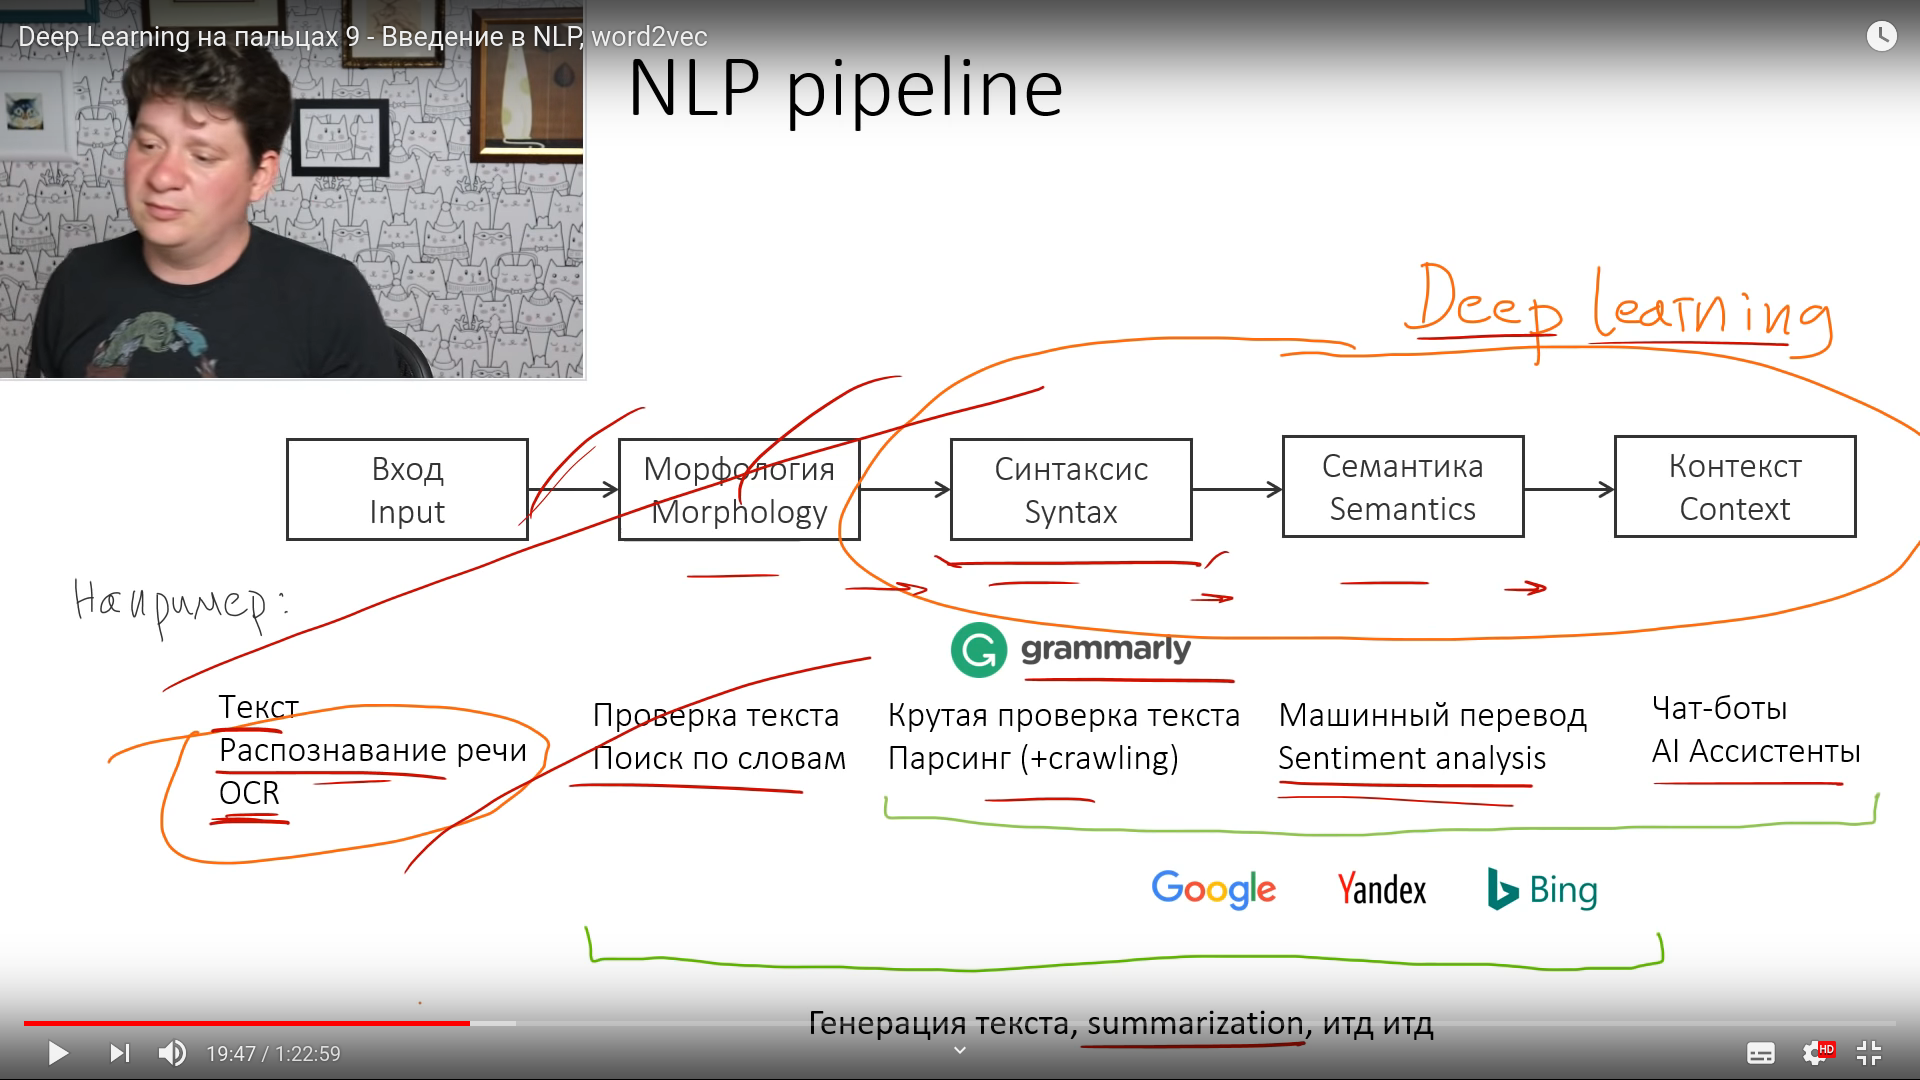 Deep Learning на пальцах 9 - Введение в NLP, word2vec
NLP pipeline
Deep learning
Вход
Input
Морфология
Morphology
Синтаксис
Syntax
Семантика
Semantics
Контекст
Context
Например:
grammarly
Текст
Распознавание речи
OCR
Проверка текста
Поиск по словам
Крутая проверка текста
Парсинг (+crawling)
Машинный перевод
Sentiment analysis
Чат-боты
AI Ассистенты
Google
Yandex
Bing
Генерация текста, summarization, итд итд
19:47 / 1:22:59
HD